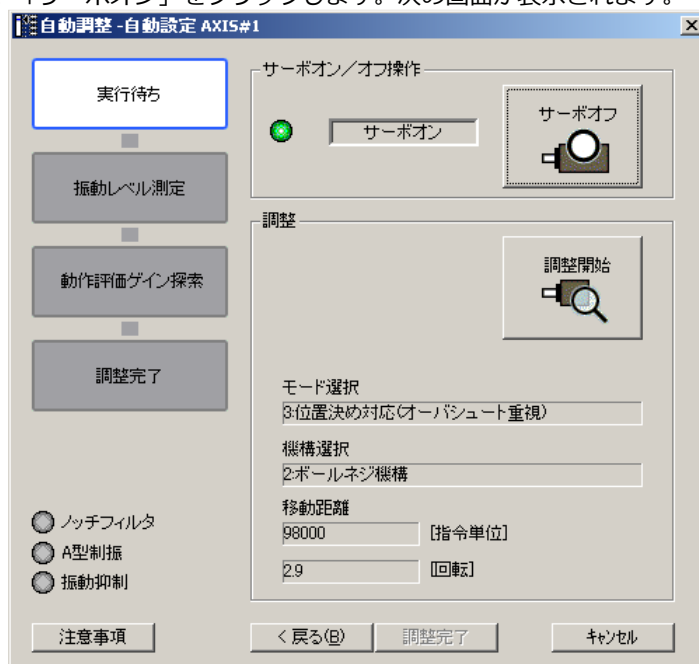 「サーボオン」をクリックします。次の画面が表示されます。
自動調整 -自動設定 AXIS#1
実行待ち
振動レベル測定
動作評価ゲイン探索
調整完了
サーボオン／オフ操作
サーボオン
サーボオフ
調整
調整開始
モード選択
3:位置決め対応(オーバシュート重視)
機構選択
2:ボールネジ機構
移動距離
98000 [指令単位]
2.9 [回転]
ノッチフィルタ
A型制振
振動抑制
注意事項
< 戻る(B)
調整完了
キャンセル